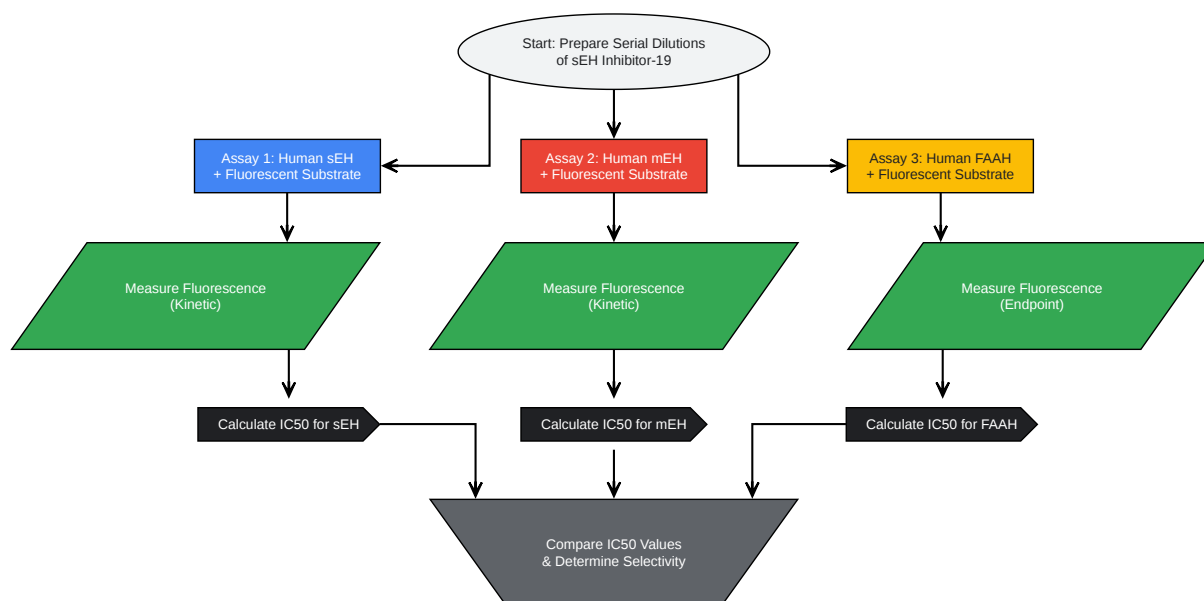 Start: Prepare Serial Dilutions
of sEH Inhibitor-19
Assay 1: Human sEH
+ Fluorescent Substrate
Assay 2: Human mEH
+ Fluorescent Substrate
Assay 3: Human FAAH
+ Fluorescent Substrate
Measure Fluorescence
(Kinetic)
Measure Fluorescence
(Kinetic)
Measure Fluorescence
(Endpoint)
Calculate IC50 for sEH
Calculate IC50 for mEH
Calculate IC50 for FAAH
Compare IC50 Values
& Determine Selectivity